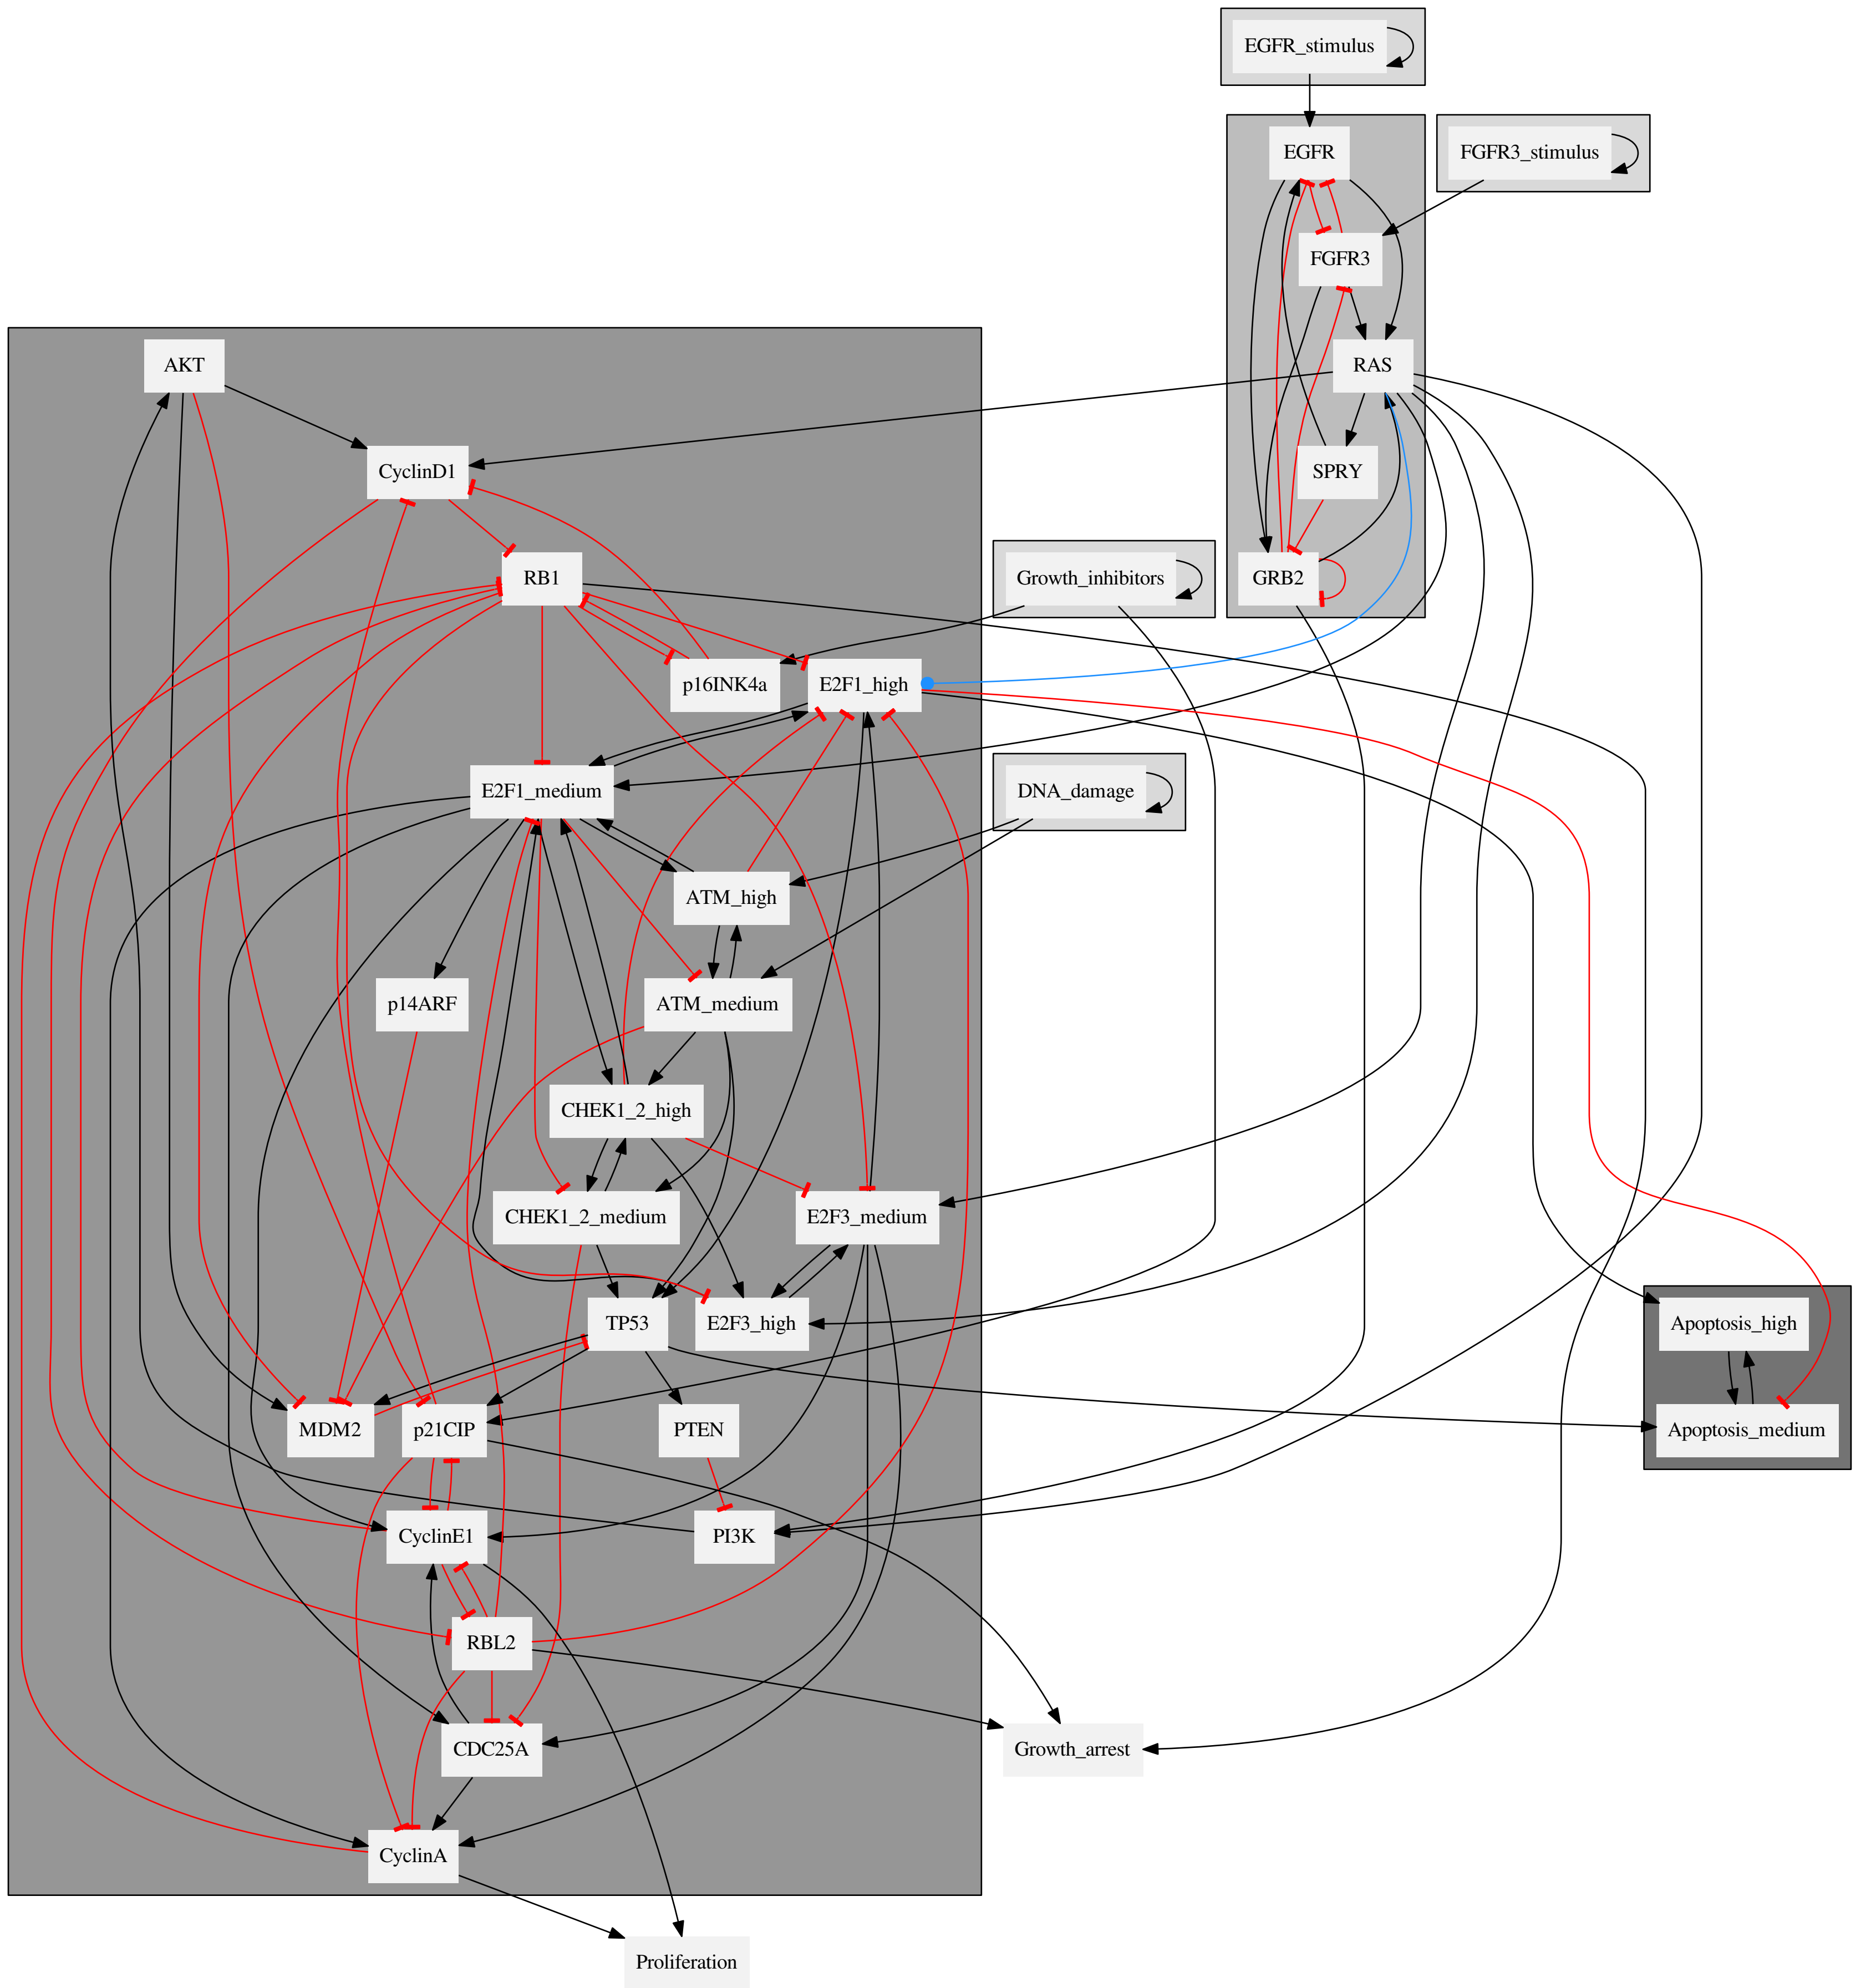 EGFR_stimulus
EGFR
FGFR3_stimulus
FGFR3
AKT
RAS
CyclinD1
SPRY
RB1
Growth_inhibitors
GRB2
p16INK4a
E2F1_high
E2F1_medium
DNA_damage
ATM_high
p14ARF
ATM_medium
CHEK1_2_high
CHEK1_2_medium
E2F3_medium
TP53
E2F3_high
Apoptosis_high
MDM2
p21CIP
PTEN
Apoptosis_medium
CyclinE1
PI3K
RBL2
CDC25A
Growth_arrest
CyclinA
Proliferation